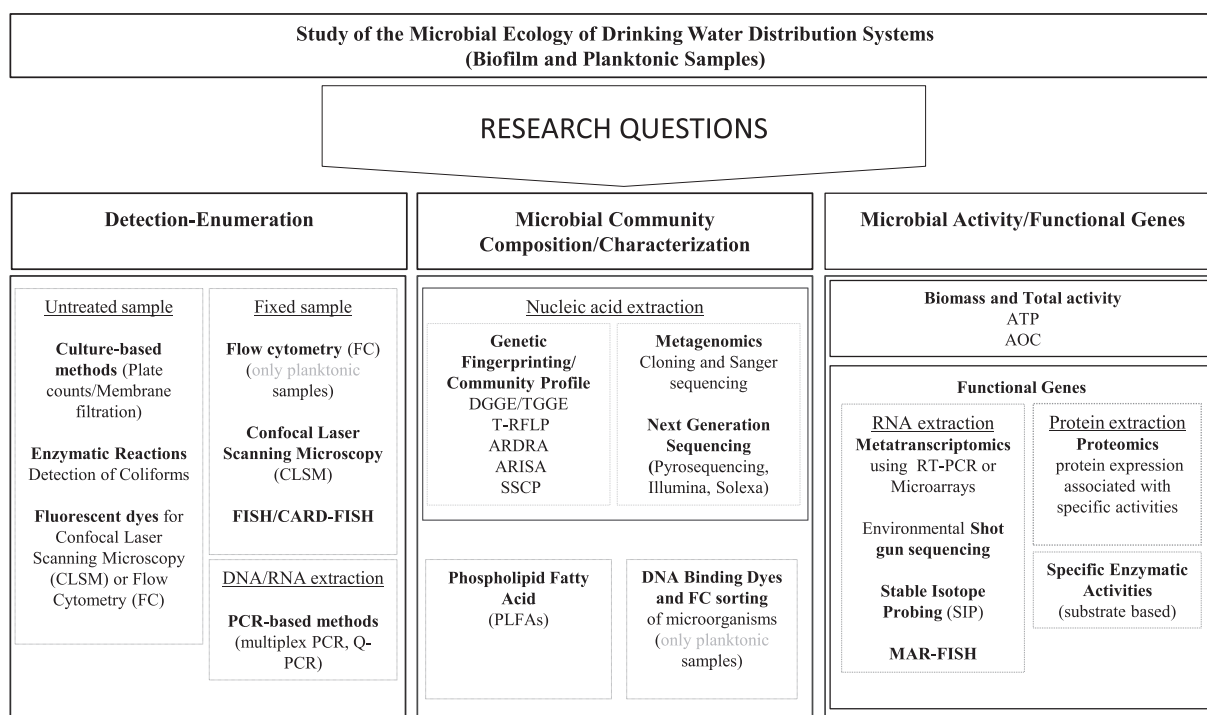 Study of the Microbial Ecology of Drinking Water Distribution Systems
(Biofilm and Planktonic Samples)
RESEARCH QUESTIONS
Detection-Enumeration
Untreated sample
Culture-based
methods (Plate
counts/Membrane
filtration)
Enzymatic Reactions
Detection of Coliforms
Fluorescent dyes for
Confocal Laser
Scanning Microscopy
(CLSM) or Flow
Cytometry (FC)
Fixed sample
Flow cytometry (FC)
(only planktonic
samples)
Confocal Laser
Scanning Microscopy
(CLSM)
FISH/CARD-FISH
DNA/RNA extraction
PCR-based methods
(multiplex PCR, Q-
PCR)
Microbial Community
Composition/Characterization
Nucleic acid extraction
Genetic
Fingerprinting/
Community Profile
DGGE/TGGE
T-RFLP
ARDRA
ARISA
SSCP
Metagenomics
Cloning and Sanger
sequencing
Next Generation
Sequencing
(Pyrosequencing,
Illumina, Solexa)
Phospholipid Fatty
Acid
(PLFAs)
DNA Binding Dyes
and FC sorting
of microorganisms
(only planktonic
samples)
Microbial Activity/Functional Genes
Biomass and Total activity
ATP
AOC
Functional Genes
RNA extraction
Metatranscriptomics
using RT-PCR or
Microarrays
Environmental Shot
gun sequencing
Stable Isotope
Probing (SIP)
MAR-FISH
Protein extraction
Proteomics
protein expression
associated with
specific activities
Specific Enzymatic
Activities
(substrate based)